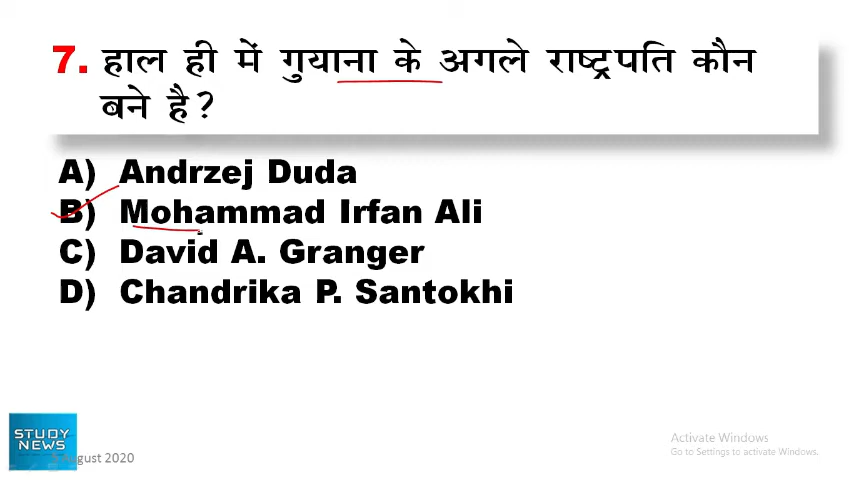 7. हाल ही में गुयाना के अगले राष्ट्रपति कौन
बने है?
A) Andrzej Duda
B) Mohammad Irfan Ali
C) David A. Granger
D) Chandrika P. Santokhi
STUDY
NEWS
August 2020
Activate Windows
Go to Settings to activate Windows.